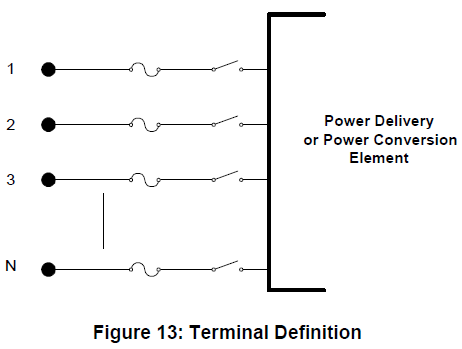 1
2
3
N
Power Delivery
or Power Conversion
Element
Figure 13: Terminal Definition